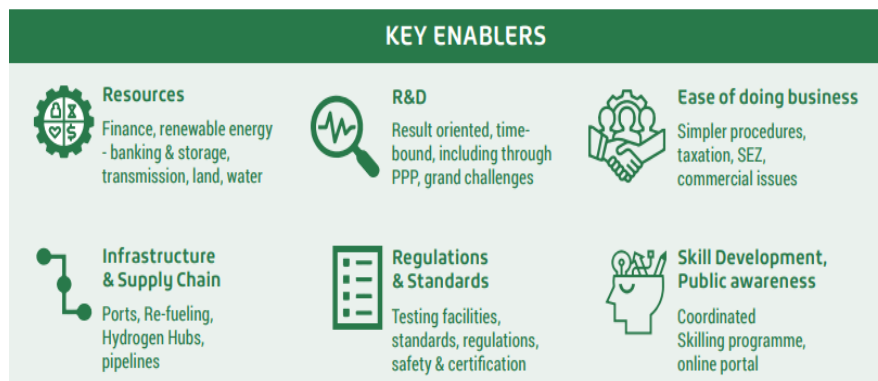 KEY ENABLERS
Resources
Finance, renewable energy
- banking & storage,
transmission, land, water
R&D
Result oriented, time-
bound, including through
PPP, grand challenges
Ease of doing business
Simpler procedures,
taxation, SEZ,
commercial issues
Infrastructure
& Supply Chain
Ports, Re-fueling,
Hydrogen Hubs,
pipelines
Regulations
& Standards
Testing facilities,
standards, regulations,
safety & certification
Skill Development,
Public awareness
Coordinated
Skilling programme,
online portal